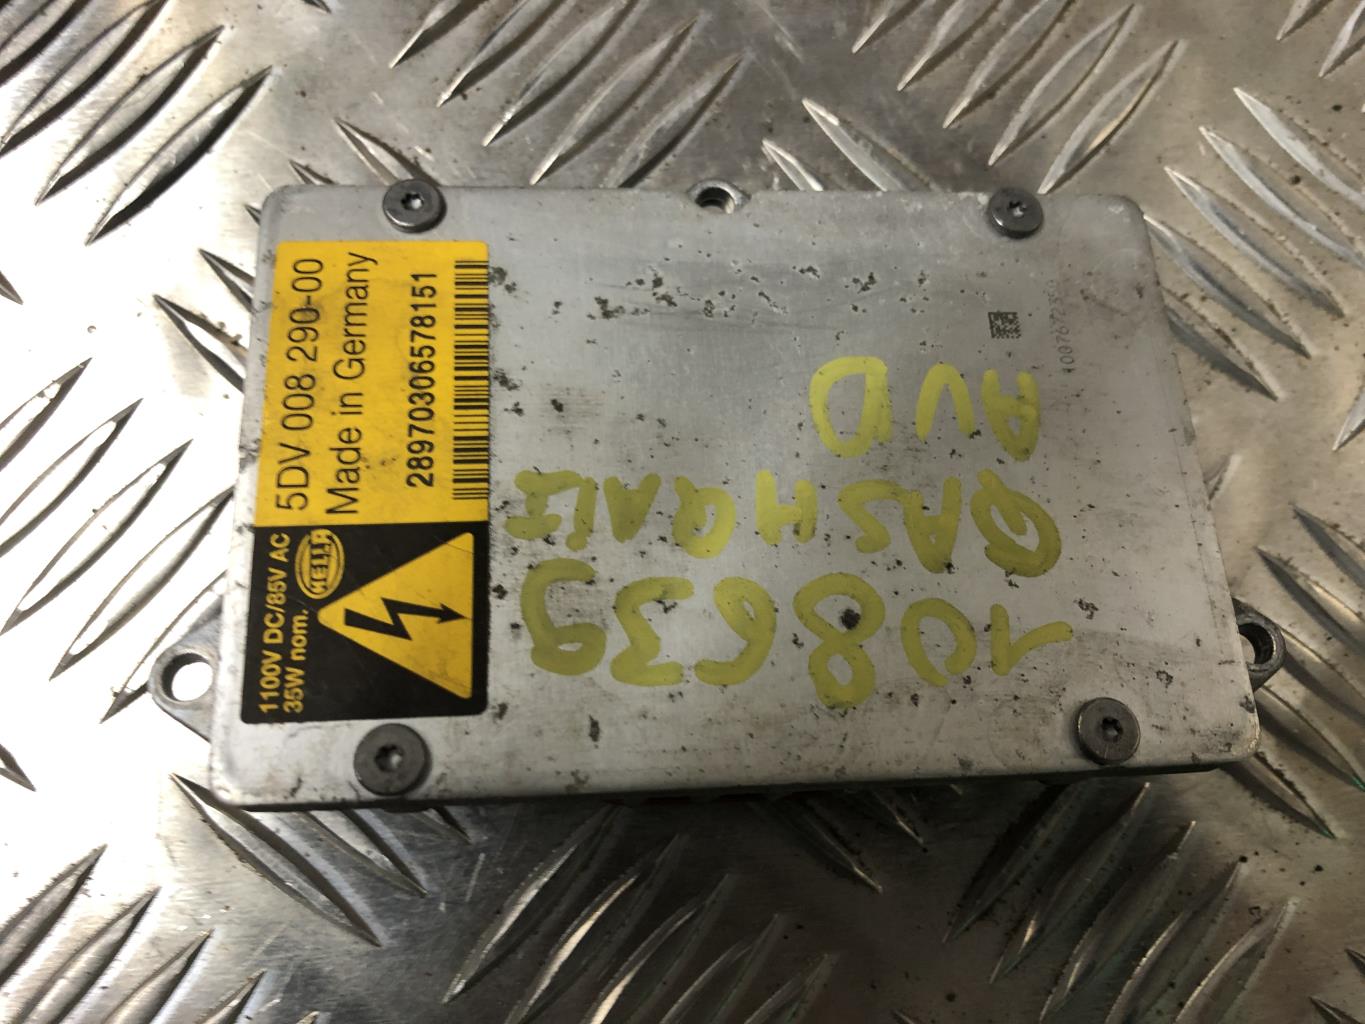 5DV 008 290-00
Made in Germany
28970306578151
1100V DC/85V AC
35W nom.
HELLA
108639
QASHQAI
AVD